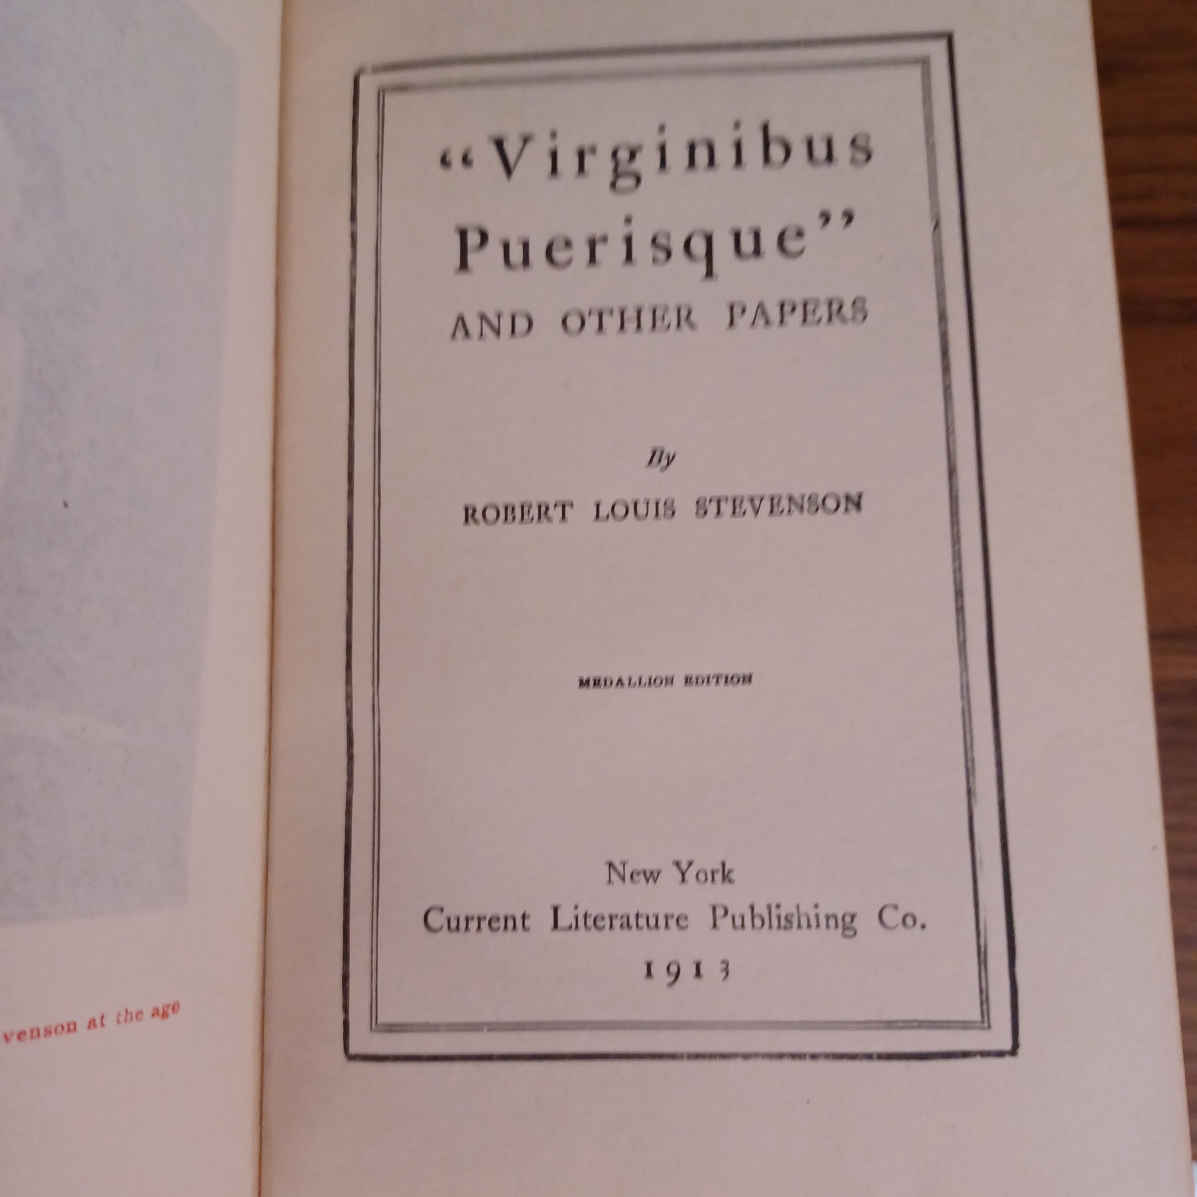 venson at the age
“Virginibus
Puerisque”
AND OTHER PAPERS
By
ROBERT LOUIS STEVENSON
MEDALLION EDITION
New York
Current Literature Publishing Co.
1913